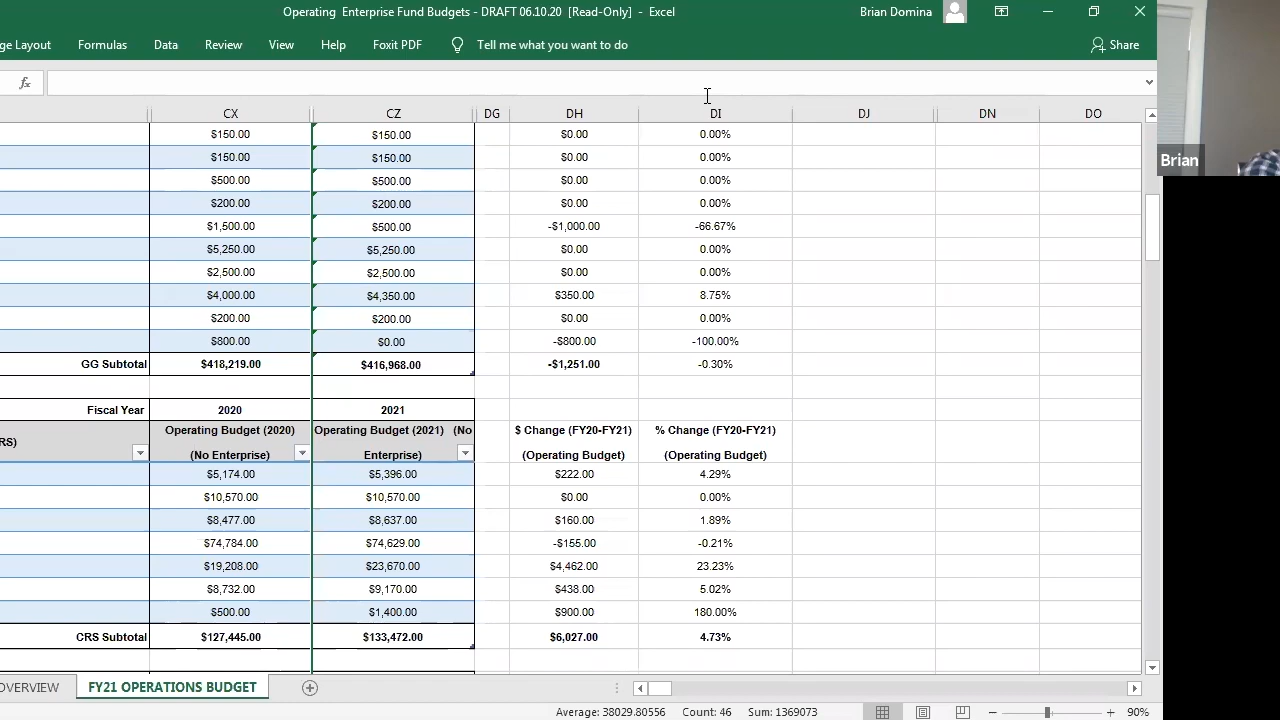 Operating Enterprise Fund Budgets - DRAFT 06.10.20 [Read-Only] - Excel Brian Domina
ge Layout Formulas Data Review View Help Foxit PDF Tell me what you want to do Share
fx
CX CZ DG DH DI DJ DN DO
$150.00 $150.00 $0.00 0.00%
$150.00 $150.00 $0.00 0.00%
Brian
$500.00 $500.00 $0.00 0.00%
$200.00 $200.00 $0.00 0.00%
$1,500.00 $500.00 -$1,000.00 -66.67%
$5,250.00 $5,250.00 $0.00 0.00%
$2,500.00 $2,500.00 $0.00 0.00%
$4,000.00 $4,350.00 $350.00 8.75%
$200.00 $200.00 $0.00 0.00%
$800.00 $0.00 -$800.00 -100.00%
GG Subtotal $418,219.00 $416,968.00 -$1,251.00 -0.30%
Fiscal Year 2020 2021
RS) Operating Budget (2020) Operating Budget (2021) (No $ Change (FY20-FY21) % Change (FY20-FY21)
(No Enterprise) Enterprise) (Operating Budget) (Operating Budget)
$5,174.00 $5,396.00 $222.00 4.29%
$10,570.00 $10,570.00 $0.00 0.00%
$8,477.00 $8,637.00 $160.00 1.89%
$74,784.00 $74,629.00 -$155.00 -0.21%
$19,208.00 $23,670.00 $4,462.00 23.23%
$8,732.00 $9,170.00 $438.00 5.02%
$500.00 $1,400.00 $900.00 180.00%
CRS Subtotal $127,445.00 $133,472.00 $6,027.00 4.73%
OVERVIEW FY21 OPERATIONS BUDGET
Average: 38029.80556 Count: 46 Sum: 1369073 90%